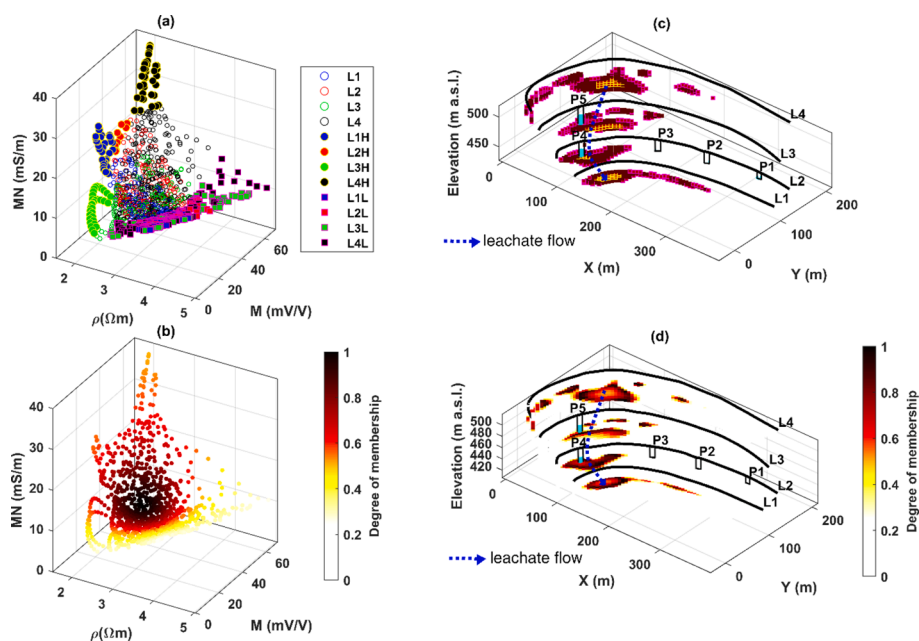 (a)
MN (mS/m)
40
30
20
10
0
2
3
4
5
ρ(Ωm)
0
20
40
60
M (mV/V)
L1
L2
L3
L4
L1H
L2H
L3H
L4H
L1L
L2L
L3L
L4L
(c)
Elevation (m a.s.l.)
500
450
P5
P4
P3
P2
P1
L4
L3
L2
L1
0
100
200
300
X (m)
0
100
200
Y (m)
leachate flow
(b)
MN (mS/m)
40
30
20
10
0
2
3
4
5
ρ(Ωm)
0
20
40
60
M (mV/V)
1
0.8
0.6
0.4
0.2
0
Degree of membership
(d)
Elevation (m a.s.l.)
500
480
460
440
420
P5
P4
P3
P2
P1
L4
L3
L2
L1
0
100
200
300
X (m)
0
100
200
Y (m)
leachate flow
1
0.8
0.6
0.4
0.2
0
Degree of membership